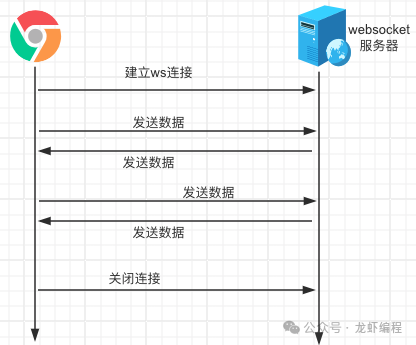 websocket
服务器
建立ws连接
发送数据
发送数据
发送数据
发送数据
关闭连接
公众号 · 龙虾编程